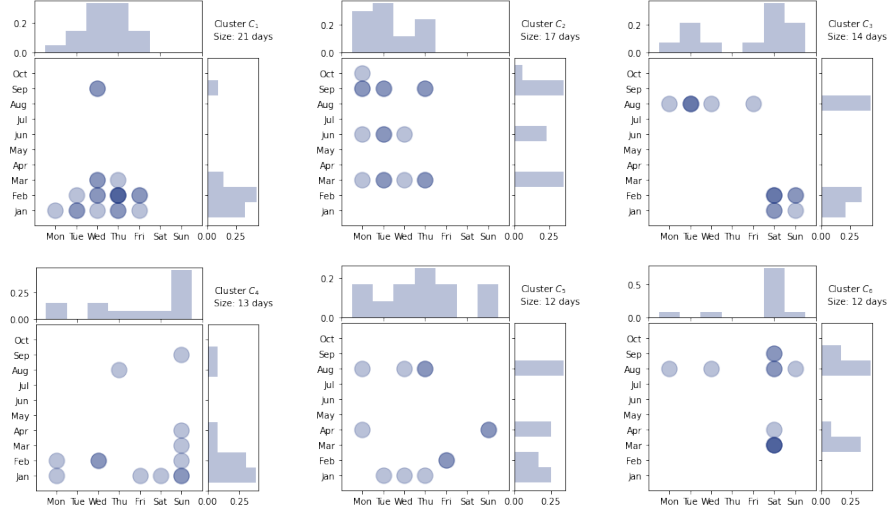 0.2
0.0
Cluster C₁
Size: 21 days
Oct
Sep
Aug
Jul
Jun
May
Apr
Mar
Feb
Jan
Mon Tue Wed Thu Fri Sat Sun
0.00 0.25
0.2
0.0
Cluster C₂
Size: 17 days
Oct
Sep
Aug
Jul
Jun
May
Apr
Mar
Feb
Jan
Mon Tue Wed Thu Fri Sat Sun
0.00 0.25
0.2
0.0
Cluster C₃
Size: 14 days
Oct
Sep
Aug
Jul
Jun
May
Apr
Mar
Feb
Jan
Mon Tue Wed Thu Fri Sat Sun
0.00 0.25
0.25
0.00
Cluster C₄
Size: 13 days
Oct
Sep
Aug
Jul
Jun
May
Apr
Mar
Feb
Jan
Mon Tue Wed Thu Fri Sat Sun
0.00 0.25
0.2
0.0
Cluster C₅
Size: 12 days
Oct
Sep
Aug
Jul
Jun
May
Apr
Mar
Feb
Jan
Mon Tue Wed Thu Fri Sat Sun
0.00 0.25
0.5
0.0
Cluster C₆
Size: 12 days
Oct
Sep
Aug
Jul
Jun
May
Apr
Mar
Feb
Jan
Mon Tue Wed Thu Fri Sat Sun
0.00 0.25